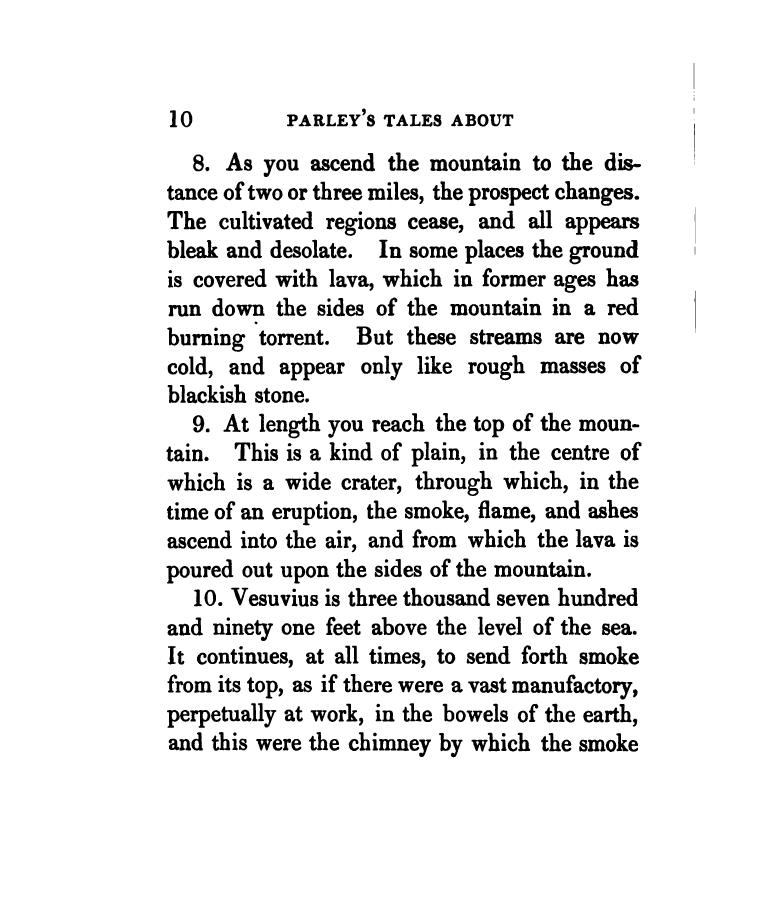 10 PARLEY'S TALES ABOUT
8. As you ascend the mountain to the dis-
tance of two or three miles, the prospect changes.
The cultivated regions cease, and all appears
bleak and desolate. In some places the ground
is covered with lava, which in former ages has
run down the sides of the mountain in a red
burning torrent. But these streams are now
cold, and appear only like rough masses of
blackish stone.
9. At length you reach the top of the moun-
tain. This is a kind of plain, in the centre of
which is a wide crater, through which, in the
time of an eruption, the smoke, flame, and ashes
ascend into the air, and from which the lava is
poured out upon the sides of the mountain.
10. Vesuvius is three thousand seven hundred
and ninety one feet above the level of the sea.
It continues, at all times, to send forth smoke
from its top, as if there were a vast manufactory,
perpetually at work, in the bowels of the earth,
and this were the chimney by which the smoke